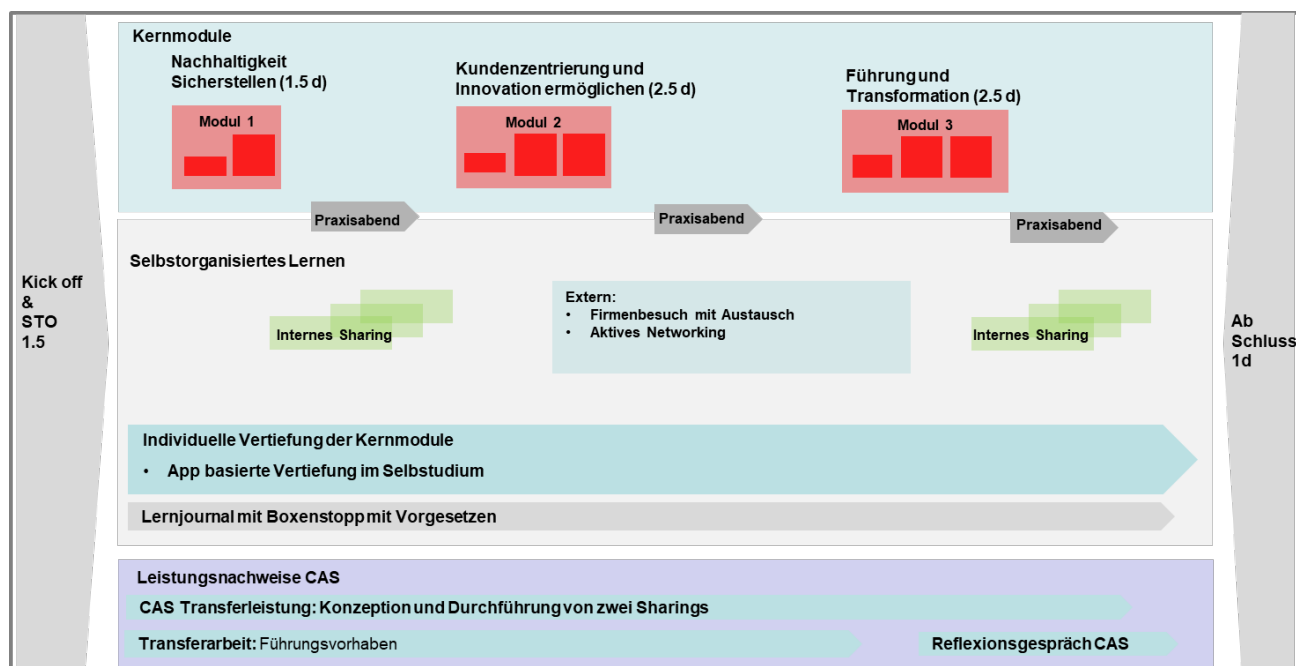 Kernmodule
Nachhaltigkeit
Sicherstellen (1.5 d)
Kundenzentrierung und
Innovation ermöglichen (2.5 d)
Führung und
Transformation (2.5 d)
Modul 1
Modul 2
Modul 3
Praxisabend
Praxisabend
Praxisabend
Kick off
&
STO
1.5
Selbstorganisiertes Lernen
Internes Sharing
Extern:
• Firmenbesuch mit Austausch
• Aktives Networking
Internes Sharing
Ab
Schluss
1d
Individuelle Vertiefung der Kernmodule
• App basierte Vertiefung im Selbstudium
Lernjournal mit Boxenstopp mit Vorgesetzen
Leistungsnachweise CAS
CAS Transferleistung: Konzeption und Durchführung von zwei Sharings
Transferarbeit: Führungsvorhaben
Reflexionsgespräch CAS